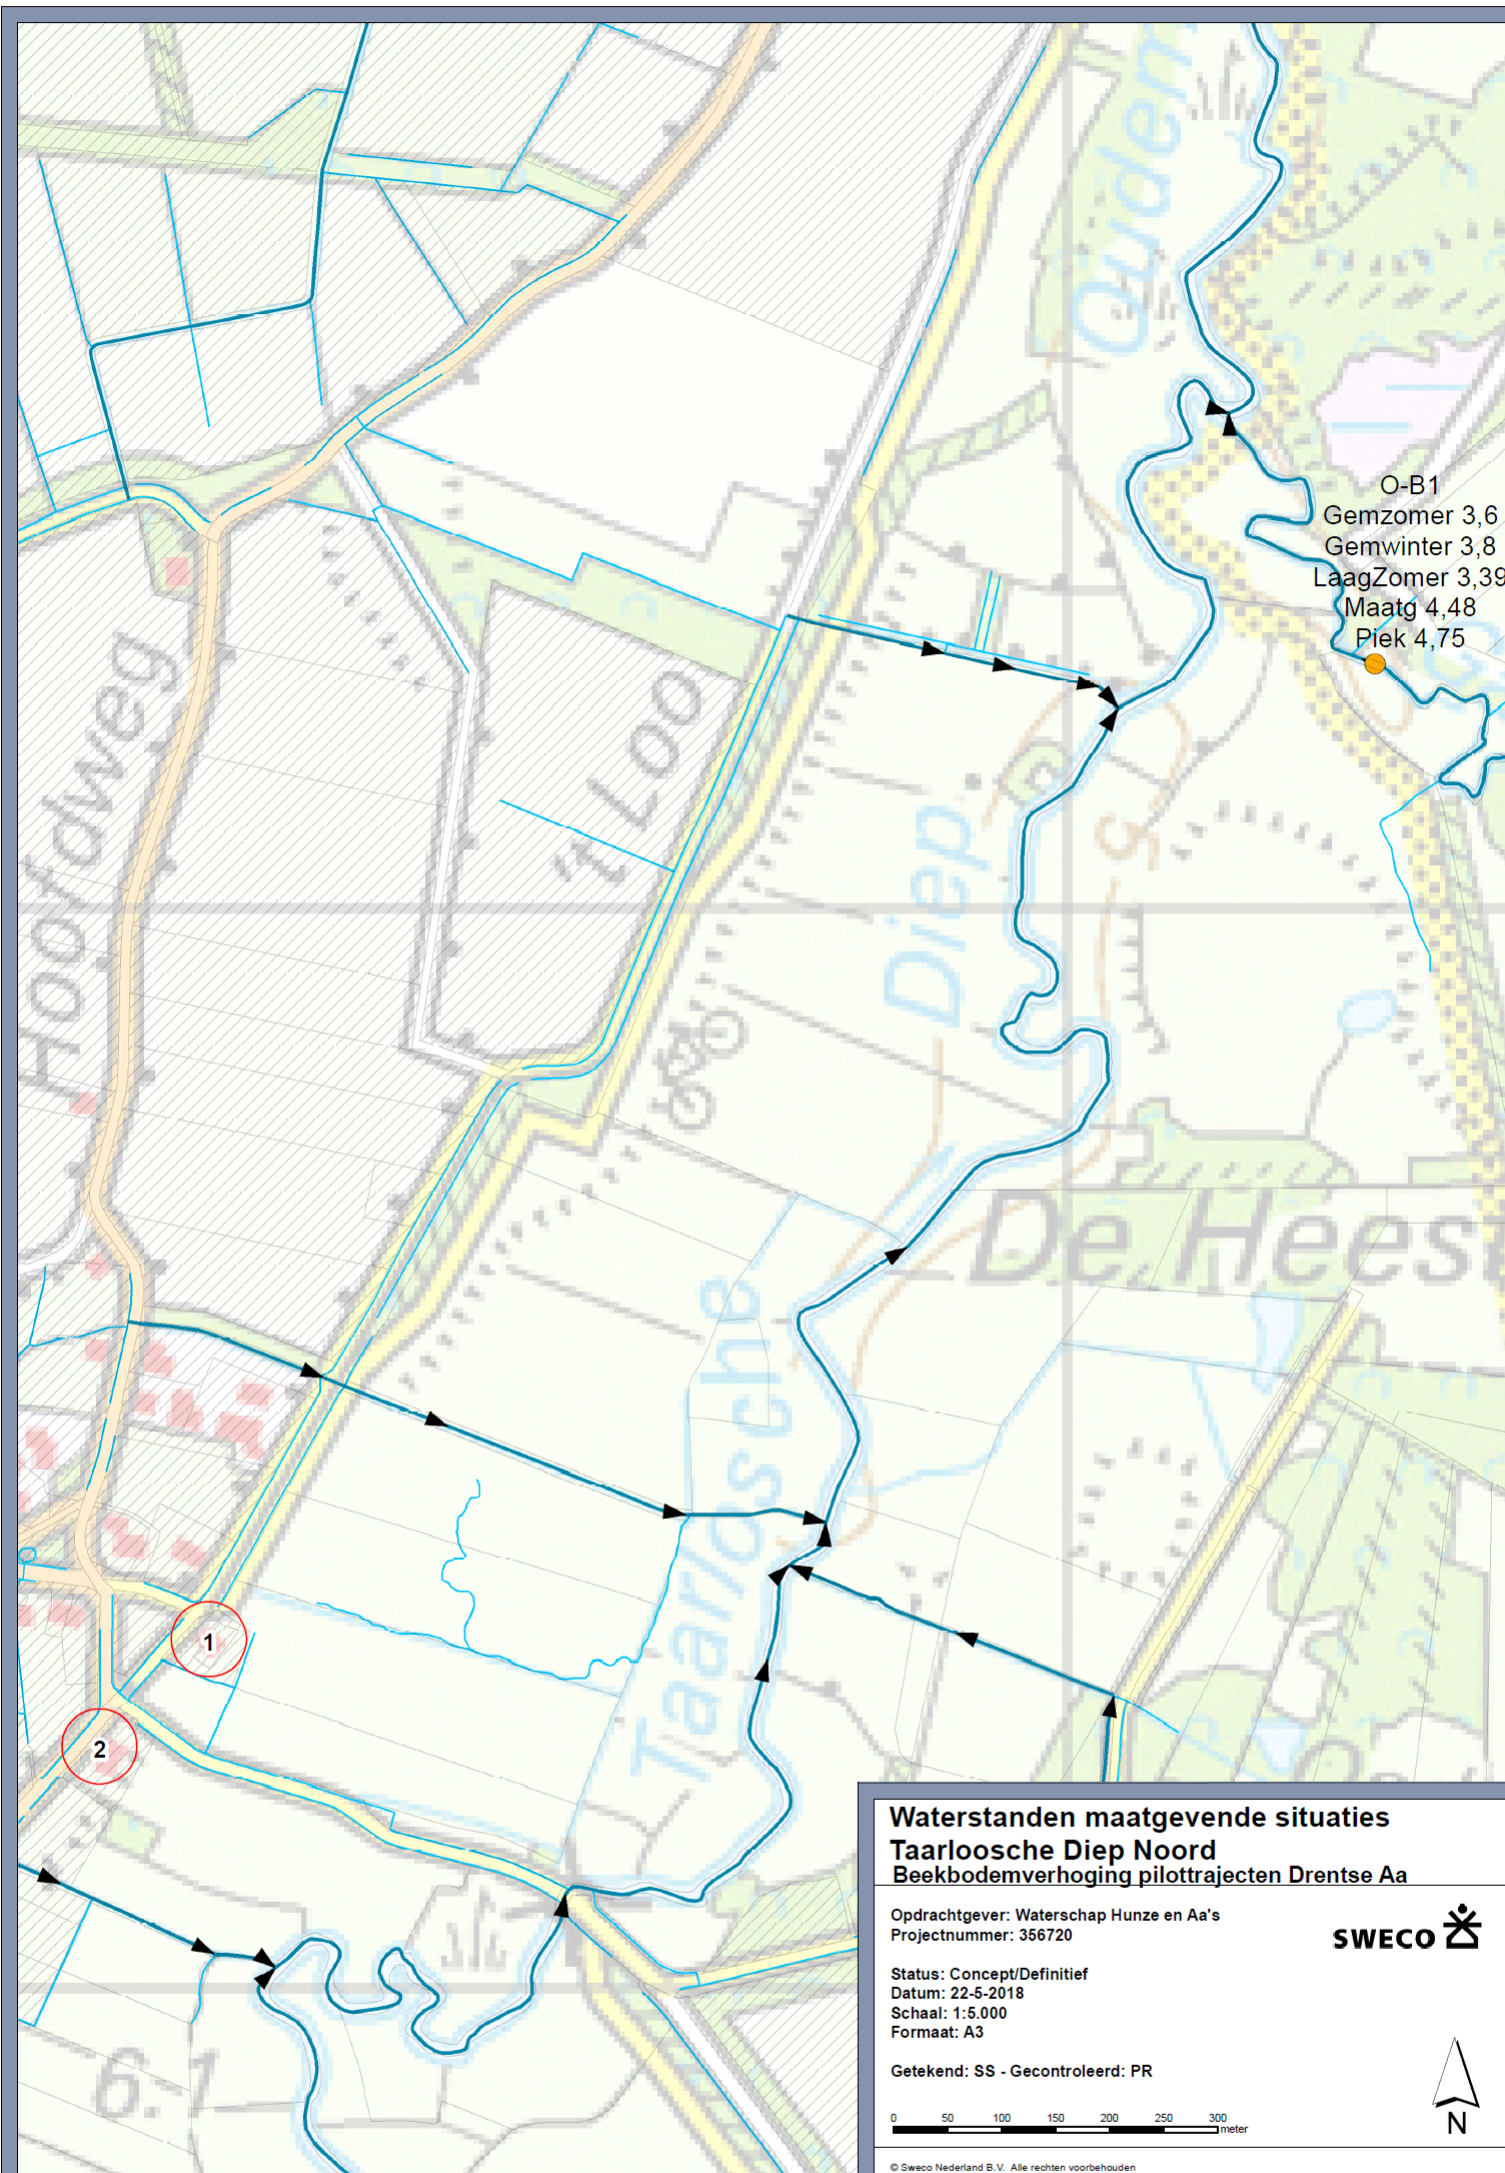 Oudem
O-B1
Gemzomer 3,6
Gemwinter 3,8
LaagZomer 3,39
Maatg 4,48
Piek 4,75
Hoofdweg
't Loo
Diep
De Hees
Taarlosche
1
2
6.1
Waterstanden maatgevende situaties
Taarloosche Diep Noord
Beekbodemverhoging pilottrajecten Drentse Aa
Opdrachtgever: Waterschap Hunze en Aa's
Projectnummer: 356720
SWECO
Status: Concept/Definitief
Datum: 22-5-2018
Schaal: 1:5.000
Formaat: A3
Getekend: SS - Gecontroleerd: PR
0 50 100 150 200 250 300
meter
N
© Sweco Nederland B.V. Alle rechten voorbehouden